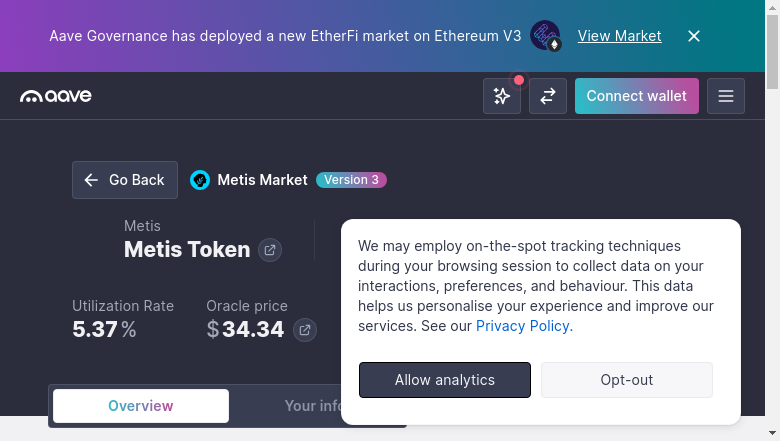 Aave Governance has deployed a new EtherFi market on Ethereum V3 View Market
aave
Connect wallet
Go Back
Metis Market
Version 3
Metis
Metis Token
Utilization Rate
5.37%
Oracle price
$34.34
Overview
Your info
We may employ on-the-spot tracking techniques
during your browsing session to collect data on your
interactions, preferences, and behaviour. This data
helps us personalise your experience and improve our
services. See our Privacy Policy.
Allow analytics
Opt-out